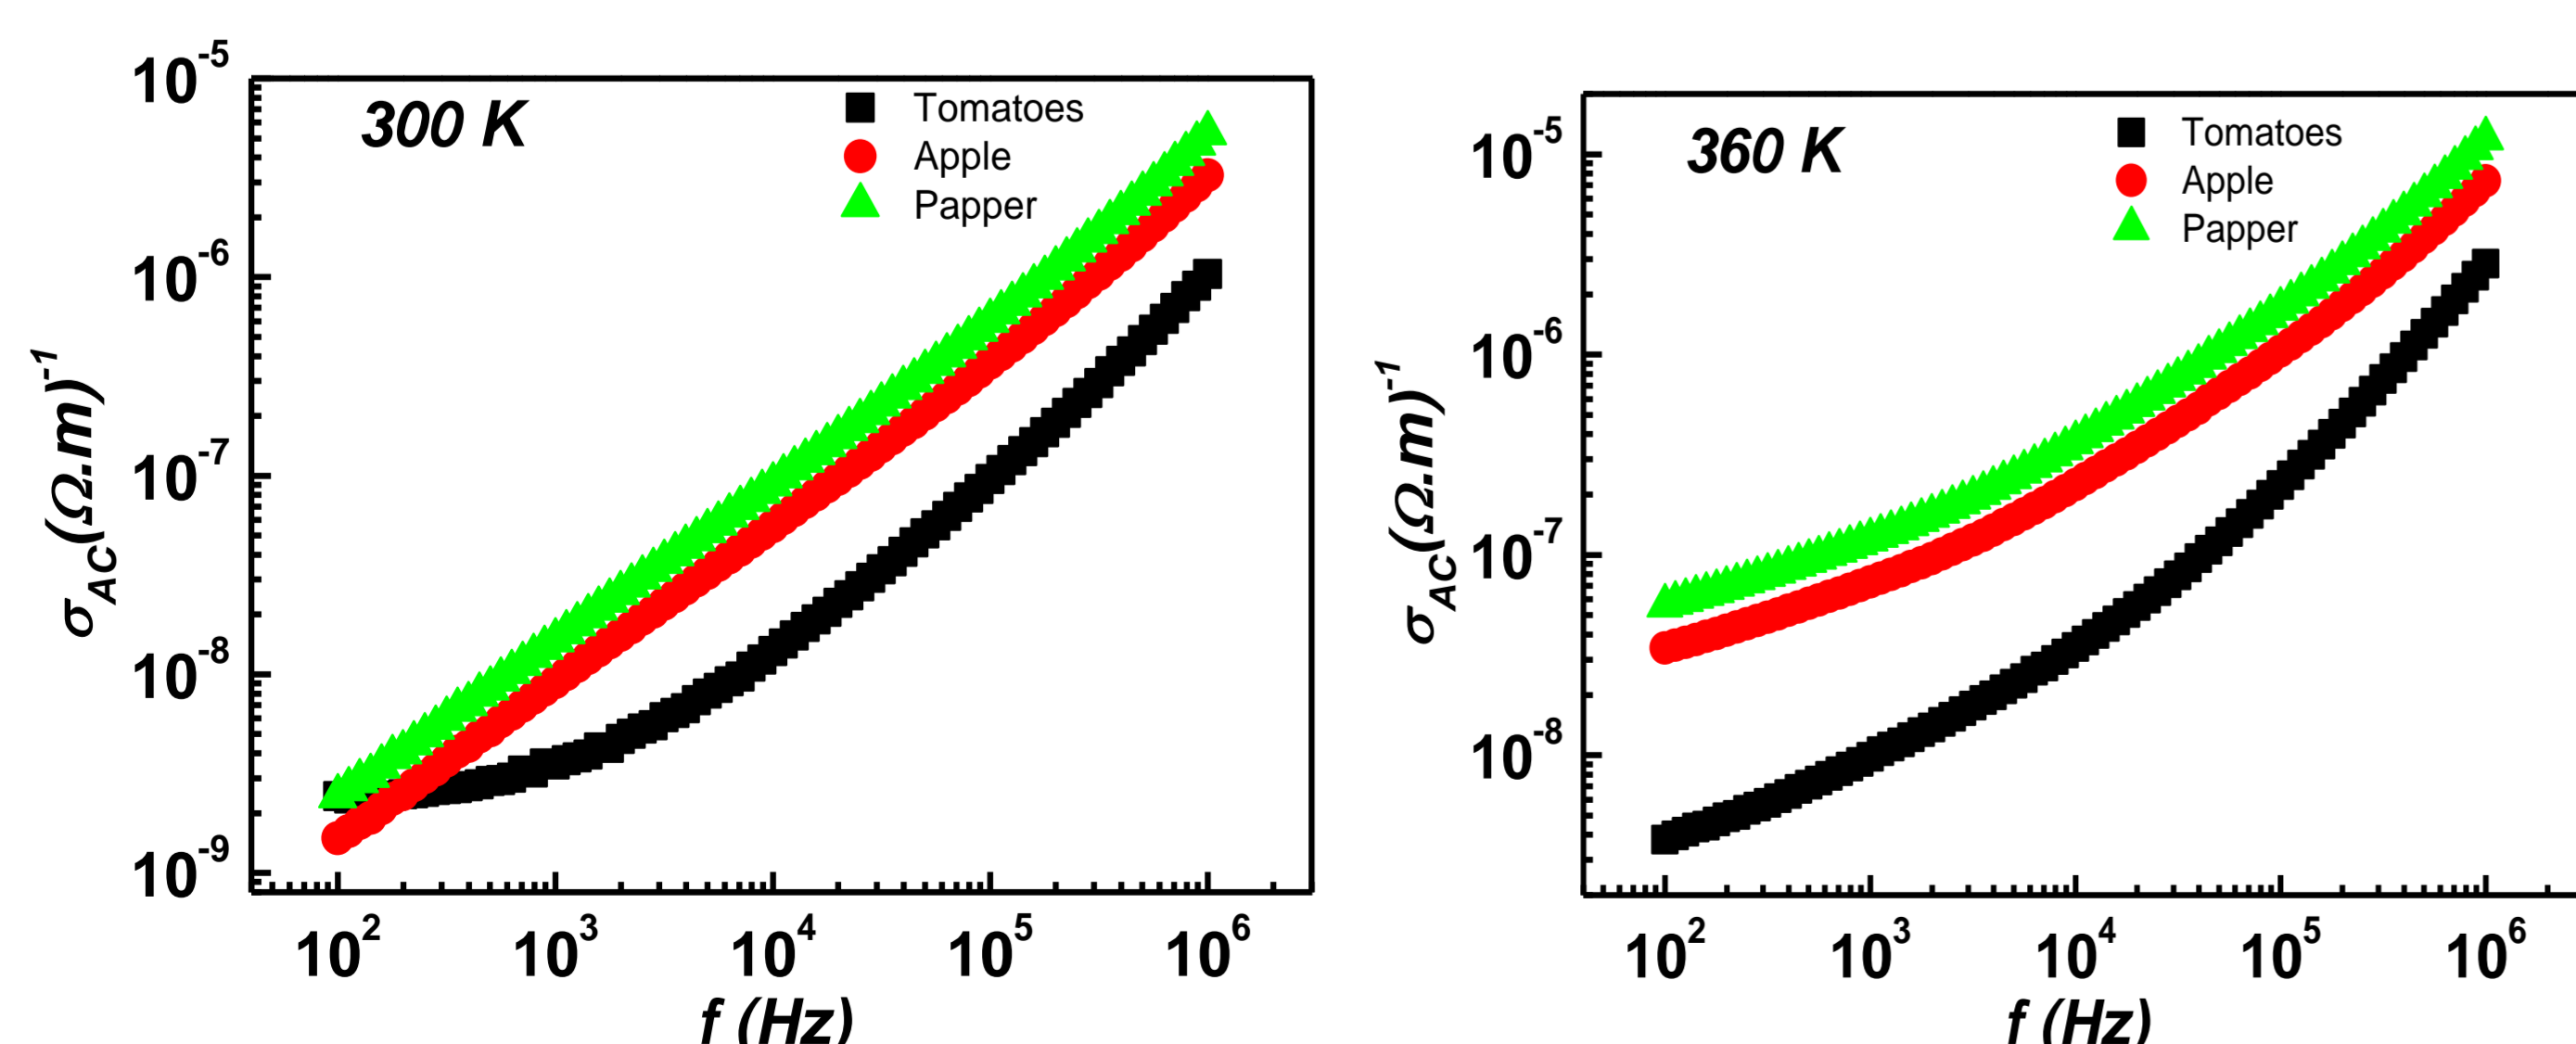 300 K
Tomatoes
Apple
Papper
10^-5
10^-6
10^-7
10^-8
10^-9
σ_AC(Ω.m)^-1
10^2 10^3 10^4 10^5 10^6
f (Hz)
360 K
Tomatoes
Apple
Papper
10^-5
10^-6
10^-7
10^-8
σ_AC(Ω.m)^-1
10^2 10^3 10^4 10^5 10^6
f (Hz)